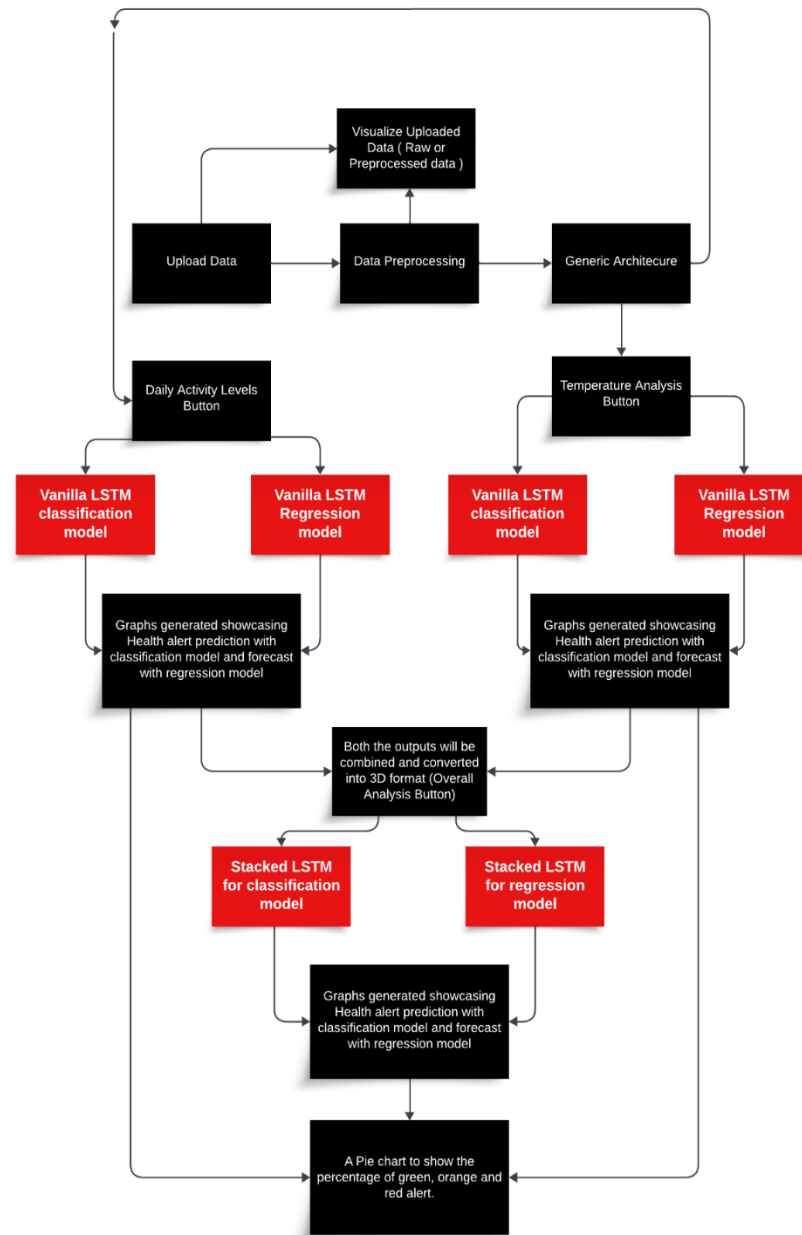 Visualize Uploaded
Data ( Raw or
Preprocessed data )
Upload Data
Data Preprocessing
Generic Architecure
Daily Activity Levels
Button
Temperature Analysis
Button
Vanilla LSTM
classification
model
Vanilla LSTM
Regression
model
Vanilla LSTM
classification
model
Vanilla LSTM
Regression
model
Graphs generated showcasing
Health alert prediction with
classification model and forecast
with regression model
Graphs generated showcasing
Health alert prediction with
classification model and forecast
with regression model
Both the outputs will be
combined and converted
into 3D format (Overall
Analysis Button)
Stacked LSTM
for classification
model
Stacked LSTM
for regression
model
Graphs generated showcasing
Health alert prediction with
classification model and forecast
with regression model
A Pie chart to show the
percentage of green, orange and
red alert.